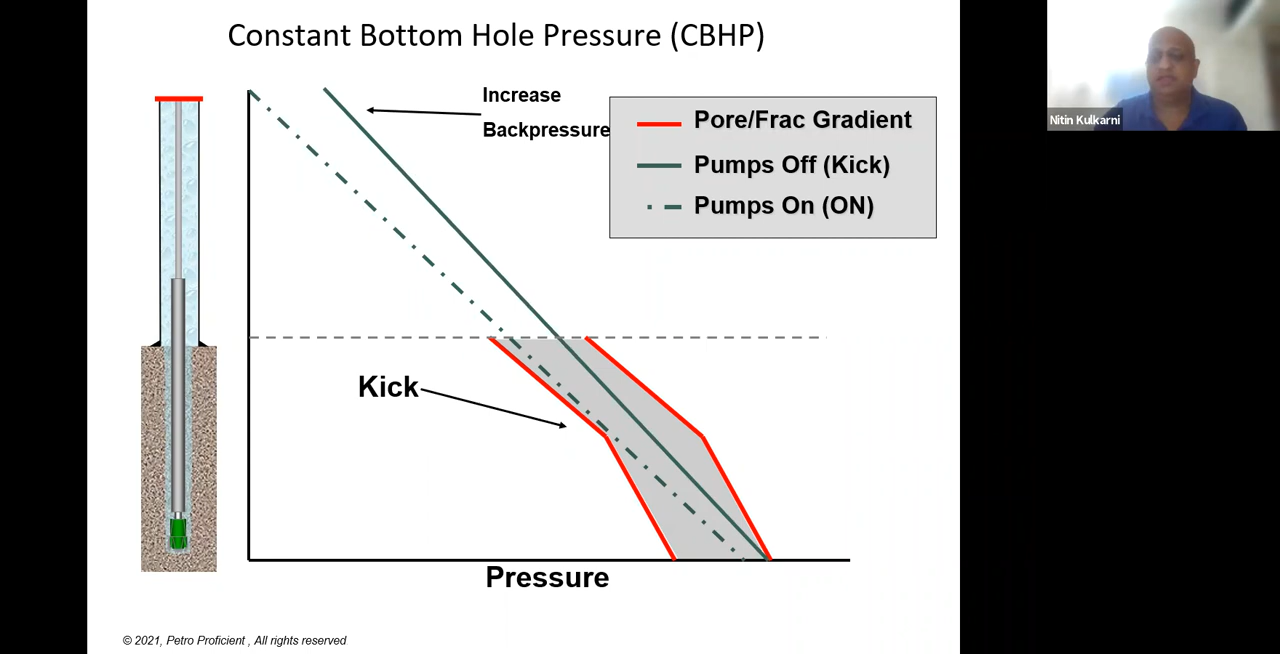 Constant Bottom Hole Pressure (CBHP)
Increase
Backpressure
Pore/Frac Gradient
Pumps Off (Kick)
Pumps On (ON)
Nitin Kulkarni
Kick
Pressure
© 2021, Petro Proficient , All rights reserved